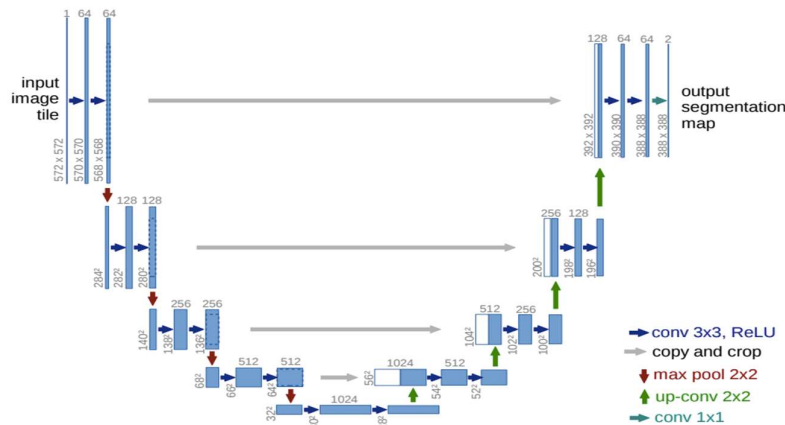 1 64 64
128 64 64 2
input
image
tile
output
segmentation
map
572 x 572
570 x 570
568 x 568
392 x 392
390 x 390
388 x 388
388 x 388
128 128
256 128
284²
282²
280²
200²
198²
196²
256 256
512 256
140²
138²
136²
104²
102²
100²
512 512
1024 512
68²
66²
64²
56²
54²
52²
1024
32²
0²
8²
conv 3x3, ReLU
copy and crop
max pool 2x2
up-conv 2x2
conv 1x1